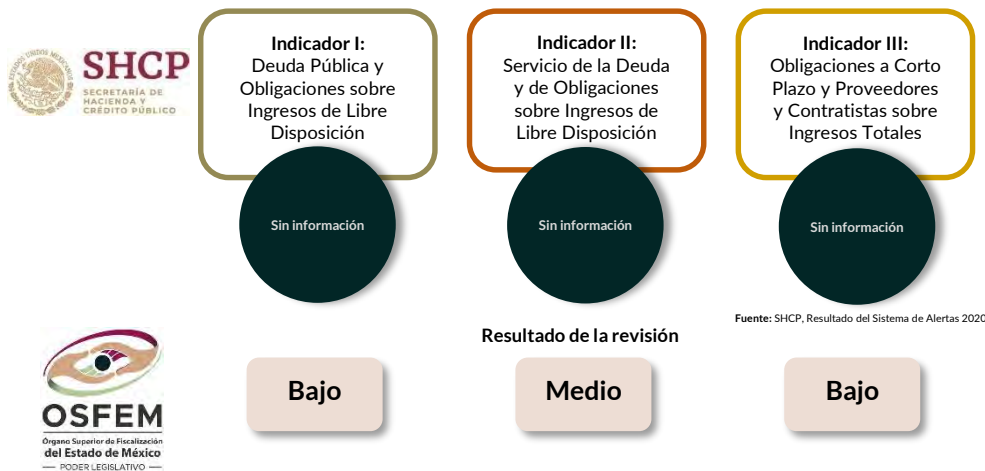 SHCP
SECRETARÍA DE
HACIENDA Y
CRÉDITO PÚBLICO
Indicador I:
Deuda Pública y
Obligaciones sobre
Ingresos de Libre
Disposición
Sin información
Indicador II:
Servicio de la Deuda
y de Obligaciones
sobre Ingresos de
Libre Disposición
Sin información
Indicador III:
Obligaciones a Corto
Plazo y Proveedores
y Contratistas sobre
Ingresos Totales
Sin información
Fuente: SHCP, Resultado del Sistema de Alertas 2020
Resultado de la revisión
OSFEM
Órgano Superior de Fiscalización
del Estado de México
PODER LEGISLATIVO
Bajo
Medio
Bajo